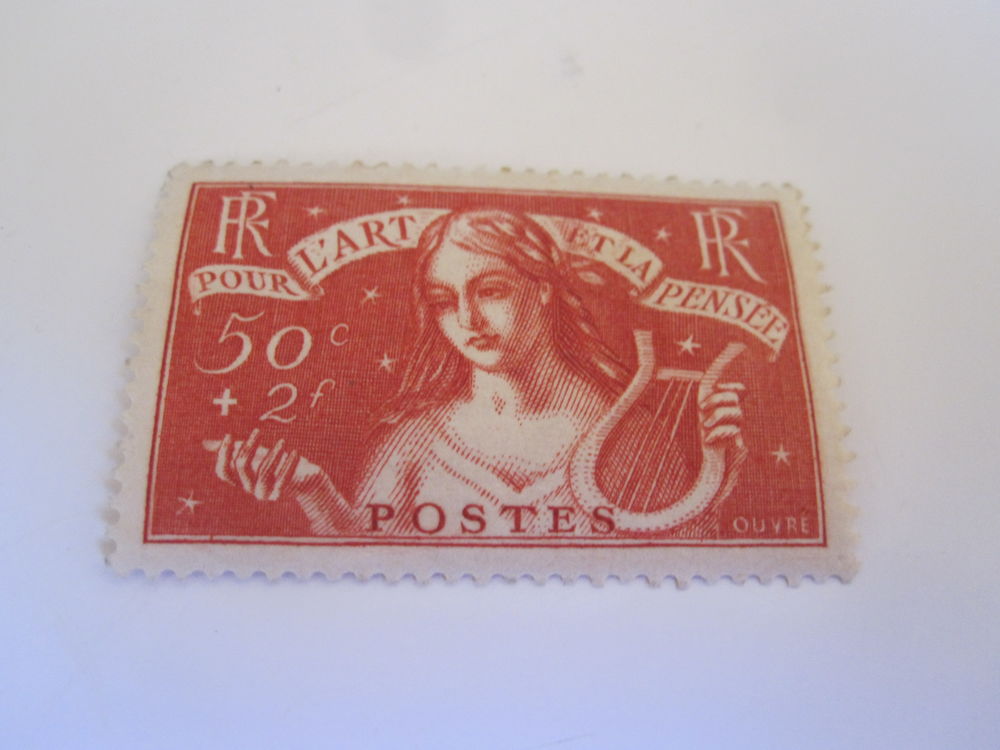 RF
RF
POUR L'ART ET LA PENSÉE
50c
+ 2f
POSTES
OUVRÉ